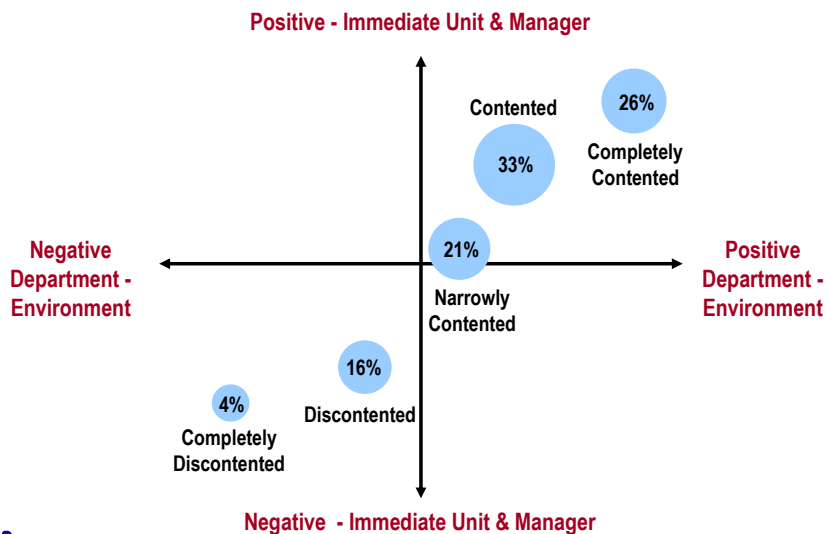 Positive - Immediate Unit & Manager
Contented
26%
33%
Completely
Contented
21%
Negative
Department -
Environment
Positive
Department -
Environment
Narrowly
Contented
16%
4%
Discontented
Completely
Discontented
Negative - Immediate Unit & Manager